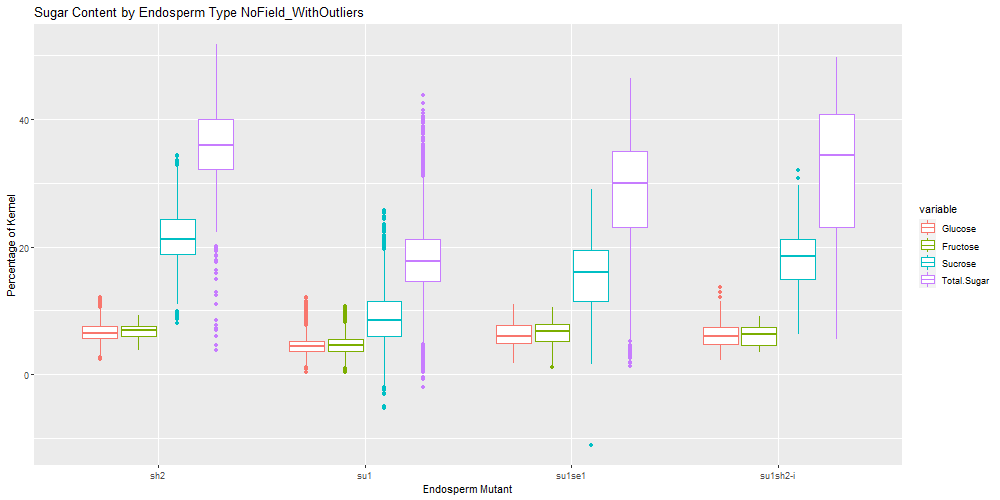 Sugar Content by Endosperm Type NoField_WithOutliers
Percentage of Kernel
40
20
0
sh2
su1
su1se1
su1sh2-i
Endosperm Mutant
variable
Glucose
Fructose
Sucrose
Total.Sugar